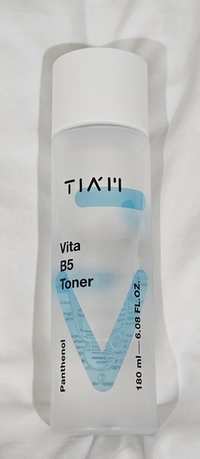 TIA'M
Vita
B5
Toner
Panthenol
180 ml — 6.08 FL.OZ.